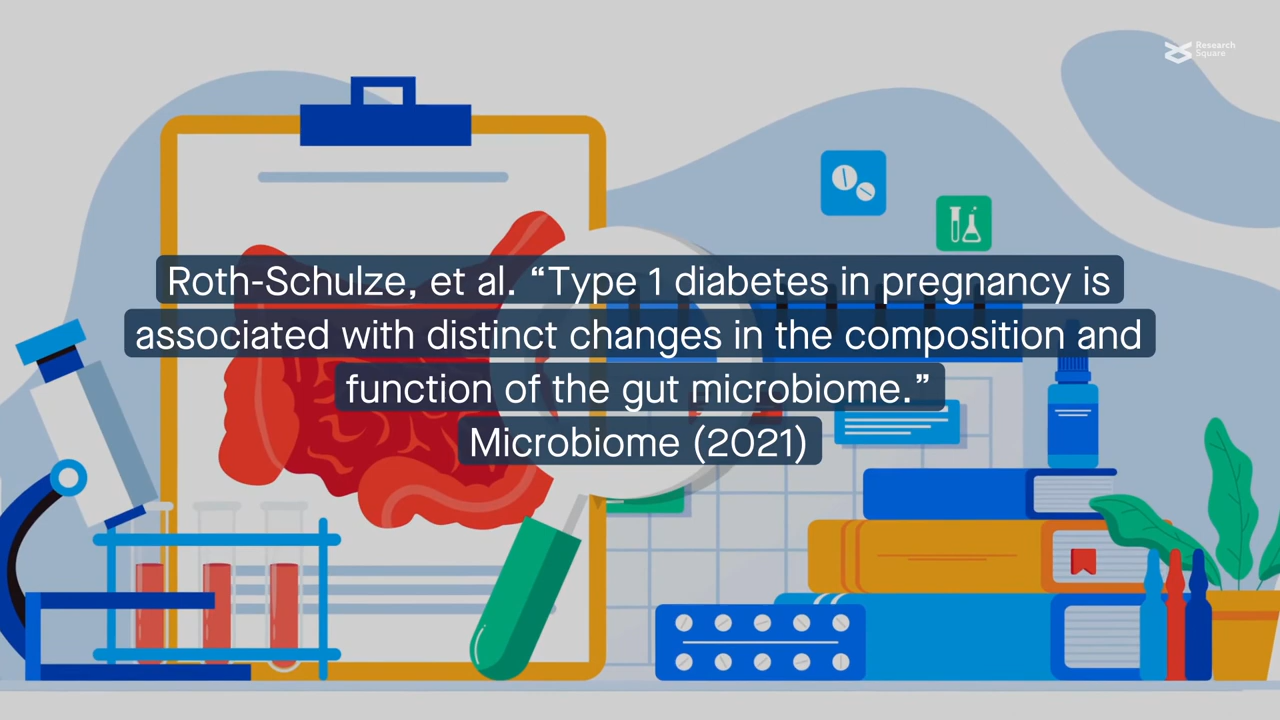 Research
Square
Roth-Schulze, et al. “Type 1 diabetes in pregnancy is
associated with distinct changes in the composition and
function of the gut microbiome.”
Microbiome (2021)